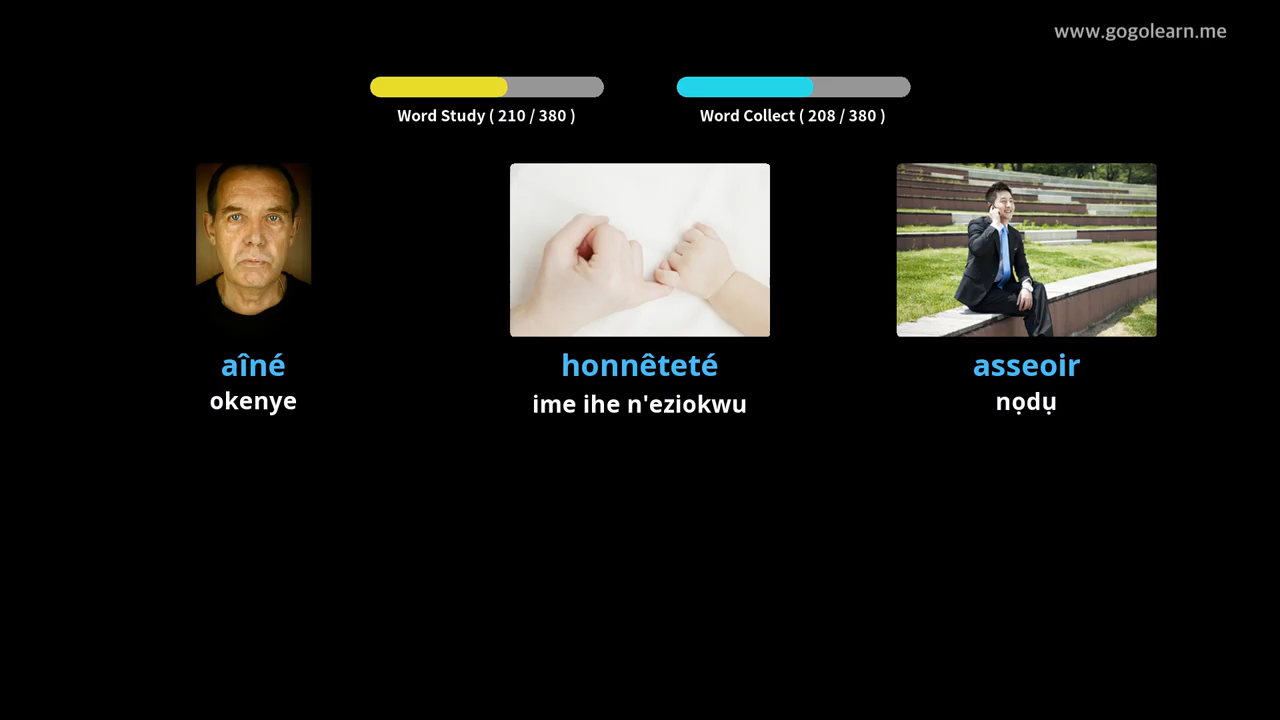 www.gogolearn.me
Word Study ( 210 / 380 )
Word Collect ( 208 / 380 )
aîné
okenye
honnêteté
ime ihe n'eziokwu
asseoir
nọdụ